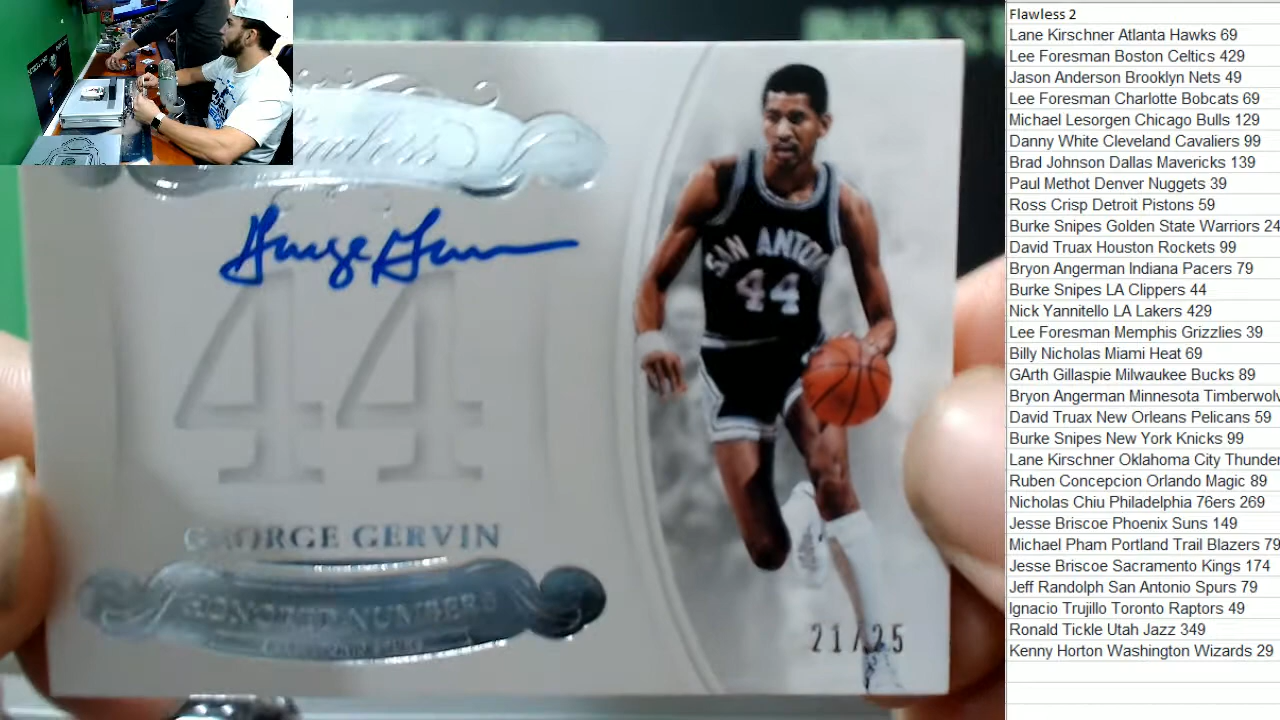 George Gervin
44
SAN ANTO
44
GEORGE GERVIN
HONORED NUMBERS
21/25
Flawless 2
Lane Kirschner Atlanta Hawks 69
Lee Foresman Boston Celtics 429
Jason Anderson Brooklyn Nets 49
Lee Foresman Charlotte Bobcats 69
Michael Lesorgen Chicago Bulls 129
Danny White Cleveland Cavaliers 99
Brad Johnson Dallas Mavericks 139
Paul Methot Denver Nuggets 39
Ross Crisp Detroit Pistons 59
Burke Snipes Golden State Warriors 24
David Truax Houston Rockets 99
Bryon Angerman Indiana Pacers 79
Burke Snipes LA Clippers 44
Nick Yannitello LA Lakers 429
Lee Foresman Memphis Grizzlies 39
Billy Nicholas Miami Heat 69
GArth Gillaspie Milwaukee Bucks 89
Bryon Angerman Minnesota Timberwolv
David Truax New Orleans Pelicans 59
Burke Snipes New York Knicks 99
Lane Kirschner Oklahoma City Thunder
Ruben Concepcion Orlando Magic 89
Nicholas Chiu Philadelphia 76ers 269
Jesse Briscoe Phoenix Suns 149
Michael Pham Portland Trail Blazers 79
Jesse Briscoe Sacramento Kings 174
Jeff Randolph San Antonio Spurs 79
Ignacio Trujillo Toronto Raptors 49
Ronald Tickle Utah Jazz 349
Kenny Horton Washington Wizards 29